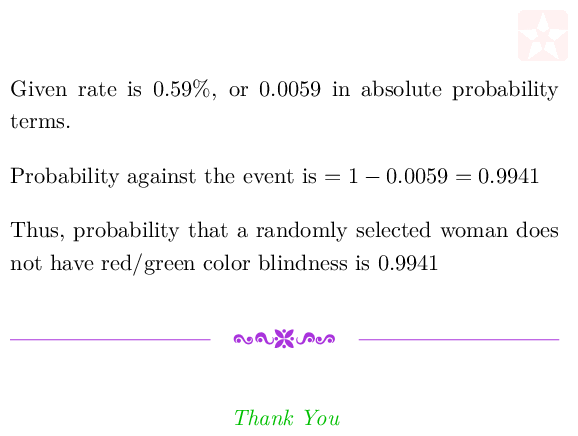 Given rate is 0.59%, or 0.0059 in absolute probability
terms.
Probability against the event is = 1 − 0.0059 = 0.9941
Thus, probability that a randomly selected woman does
not have red/green color blindness is 0.9941
Thank You